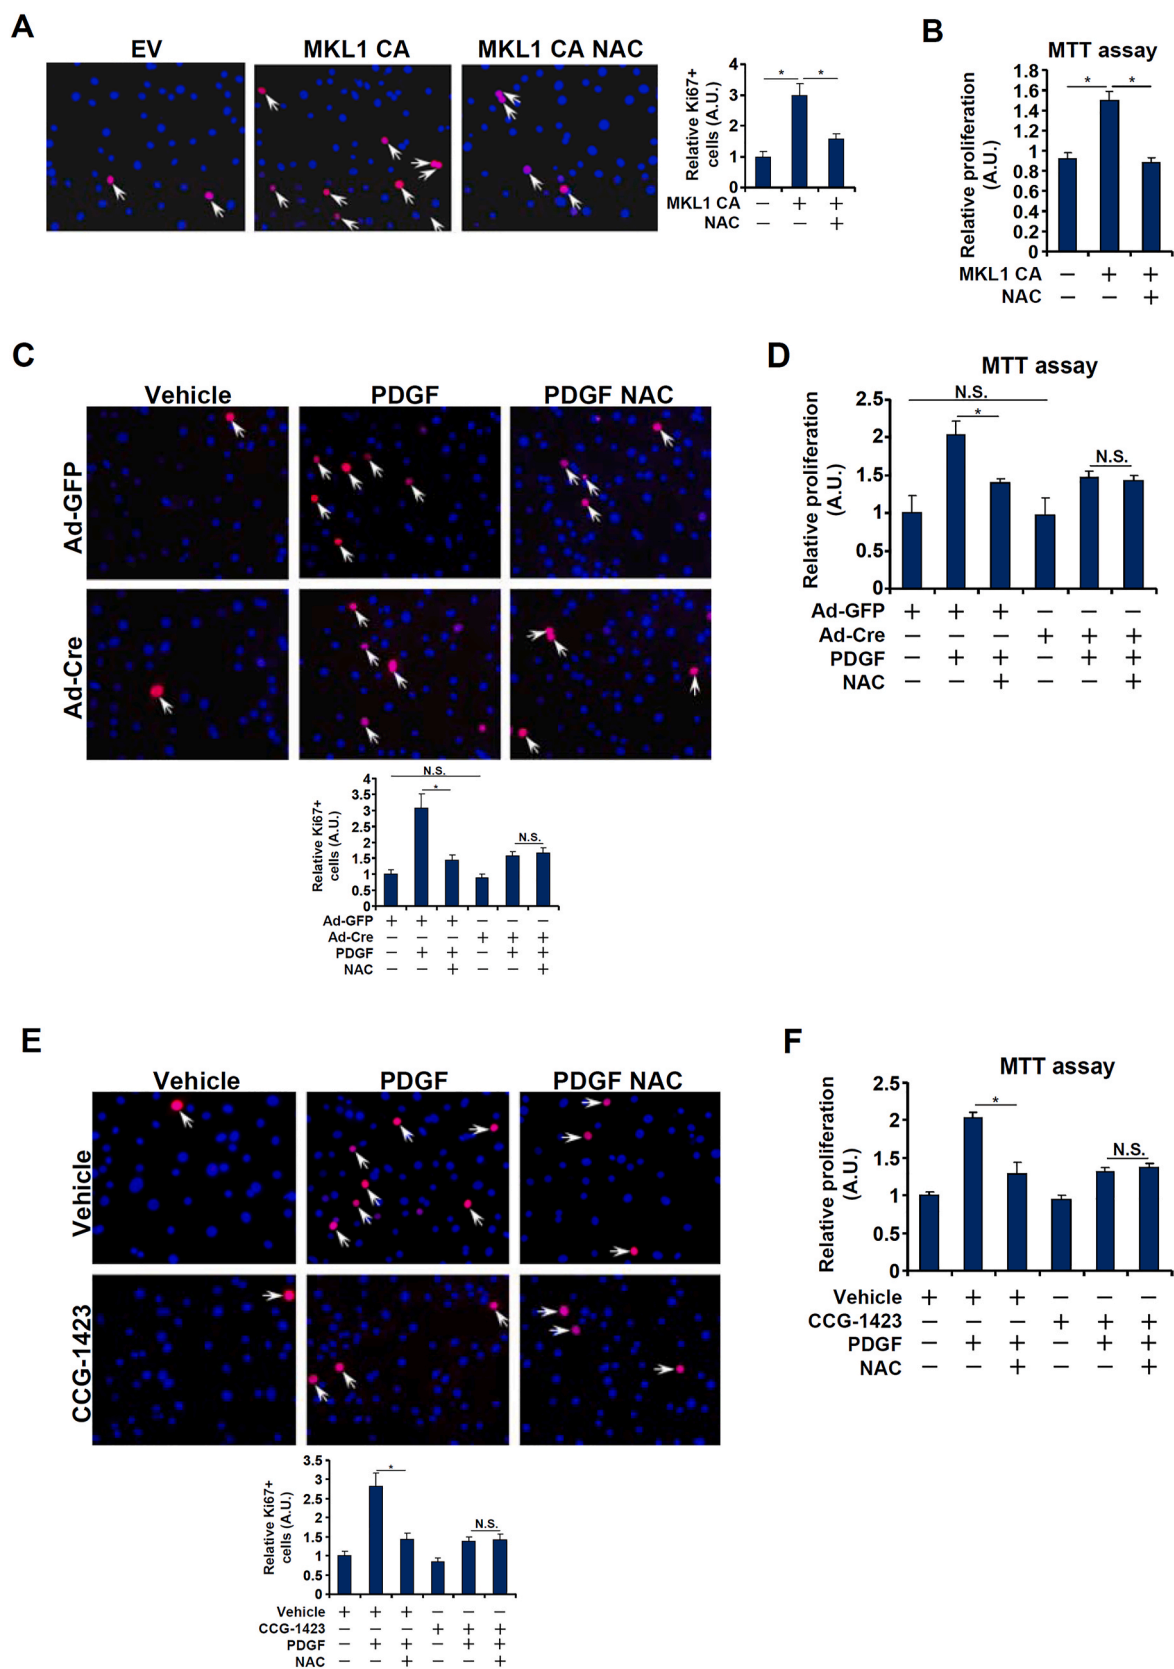 A
EV
MKL1 CA
MKL1 CA NAC
Relative Ki67+
cells (A.U.)
4
3
2
1
0
*
*
MKL1 CA − + +
NAC − − +
B
MTT assay
Relative proliferation
(A.U.)
1.8
1.6
1.4
1.2
1
0.8
0.6
0.4
0.2
0
*
*
MKL1 CA − + +
NAC − − +
C
Vehicle
PDGF
PDGF NAC
Ad-GFP
Ad-Cre
Relative Ki67+
cells (A.U.)
4
3.5
3
2.5
2
1.5
1
0.5
0
N.S.
*
N.S.
Ad-GFP + + + − − −
Ad-Cre − − − + + +
PDGF − + + − + +
NAC − − + − − +
D
MTT assay
Relative proliferation
(A.U.)
2.5
2
1.5
1
0.5
0
N.S.
*
N.S.
Ad-GFP + + + − − −
Ad-Cre − − − + + +
PDGF − + + − + +
NAC − − + − − +
E
Vehicle
PDGF
PDGF NAC
Vehicle
CCG-1423
Relative Ki67+
cells (A.U.)
3.5
3
2.5
2
1.5
1
0.5
0
*
N.S.
Vehicle + + + − − −
CCG-1423 − − − + + +
PDGF − + + − + +
NAC − − + − − +
F
MTT assay
Relative proliferation
(A.U.)
2.5
2
1.5
1
0.5
0
*
N.S.
Vehicle + + + − − −
CCG-1423 − − − + + +
PDGF − + + − + +
NAC − − + − − +